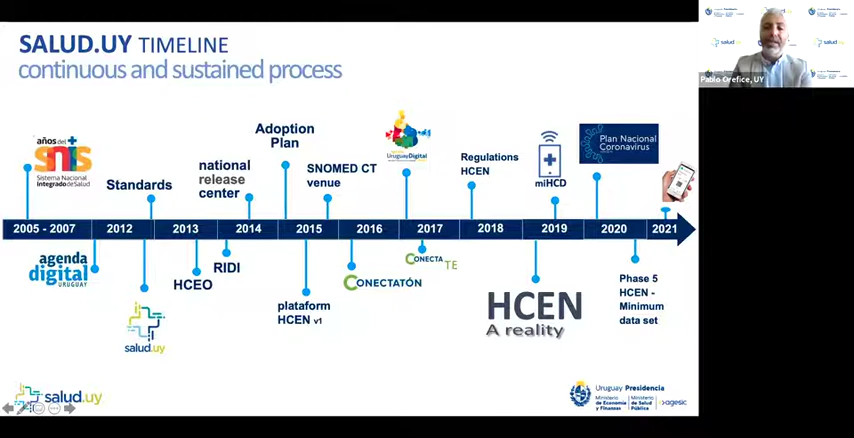 SALUD.UY TIMELINE
continuous and sustained process
Pablo Orefice, UY
años del
snis
Sistema Nacional
Integrado de Salud
Standards
national
release
center
Adoption
Plan
SNOMED CT
venue
UruguayDigital
Regulations
HCEN
miHCD
Plan Nacional
Coronavirus
2005 - 2007
2012
2013
2014
2015
2016
2017
2018
2019
2020
2021
agenda
digital
URUGUAY
salud.uy
HCEO
RIDI
plataform
HCEN v1
CONECTATÓN
CONECTA
TE
HCEN
A reality
Phase 5
HCEN -
Minimum
data set
salud.uy
Uruguay Presidencia
Ministerio
de Economía
y Finanzas
Ministerio
de Salud
Pública
agesic